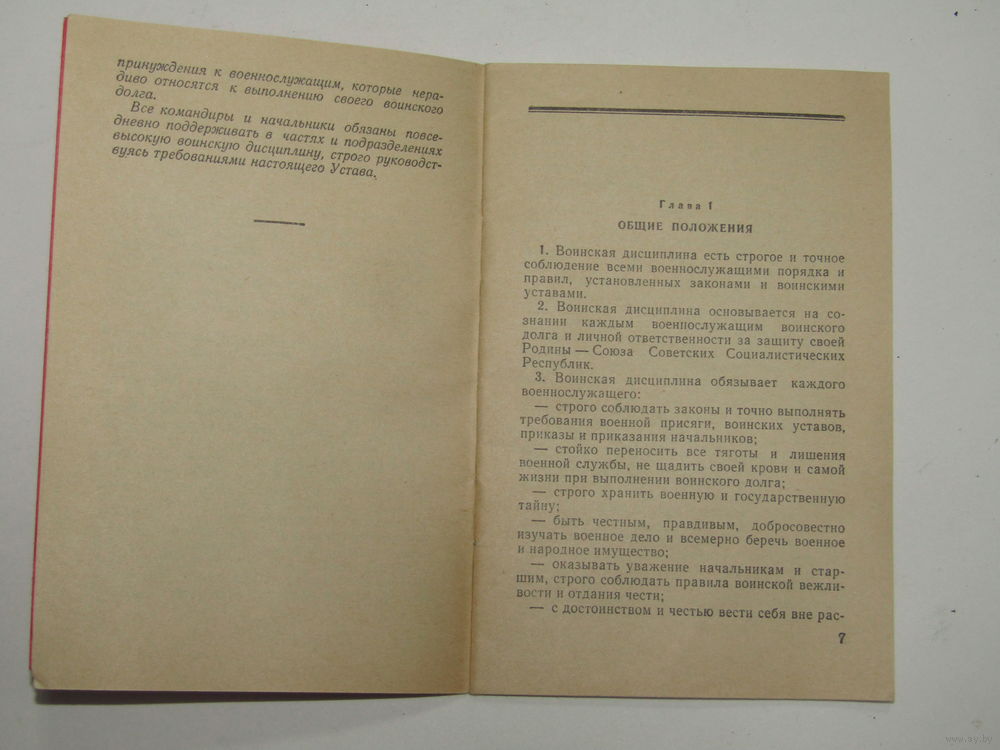 принуждения к военнослужащим, которые нера-
диво относятся к выполнению своего воинского
долга.
Все командиры и начальники обязаны повсе-
дневно поддерживать в частях и подразделениях
высокую воинскую дисциплину, строго руководст-
вуясь требованиями настоящего Устава.
Глава 1
ОБЩИЕ ПОЛОЖЕНИЯ
1. Воинская дисциплина есть строгое и точное
соблюдение всеми военнослужащими порядка и
правил, установленных законами и воинскими
уставами.
2. Воинская дисциплина основывается на со-
знании каждым военнослужащим воинского
долга и личной ответственности за защиту своей
Родины — Союза Советских Социалистических
Республик.
3. Воинская дисциплина обязывает каждого
военнослужащего:
— строго соблюдать законы и точно выполнять
требования военной присяги, воинских уставов,
приказы и приказания начальников;
— стойко переносить все тяготы и лишения
военной службы, не щадить своей крови и самой
жизни при выполнении воинского долга;
— строго хранить военную и государственную
тайну;
— быть честным, правдивым, добросовестно
изучать военное дело и всемерно беречь военное
и народное имущество;
— оказывать уважение начальникам и стар-
шим, строго соблюдать правила воинской вежли-
вости и отдания чести;
— с достоинством и честью вести себя вне рас-
7
www.ay.by